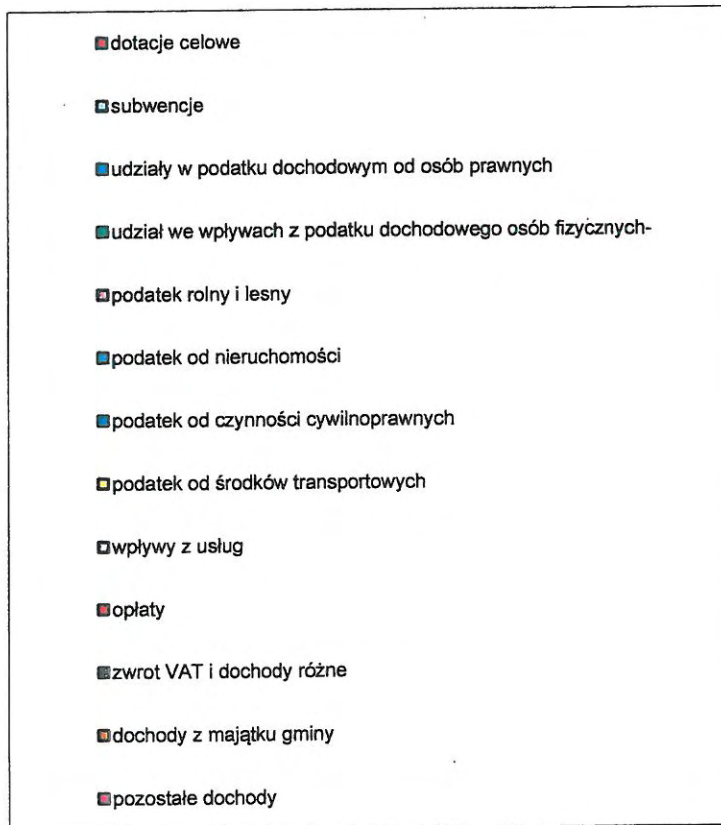 dotacje celowe
subwencje
udziały w podatku dochodowym od osób prawnych
udział we wpływach z podatku dochodowego osób fizycznych-
podatek rolny i lesny
podatek od nieruchomości
podatek od czynności cywilnoprawnych
podatek od środków transportowych
wpływy z usług
opłaty
zwrot VAT i dochody różne
dochody z majątku gminy
pozostałe dochody